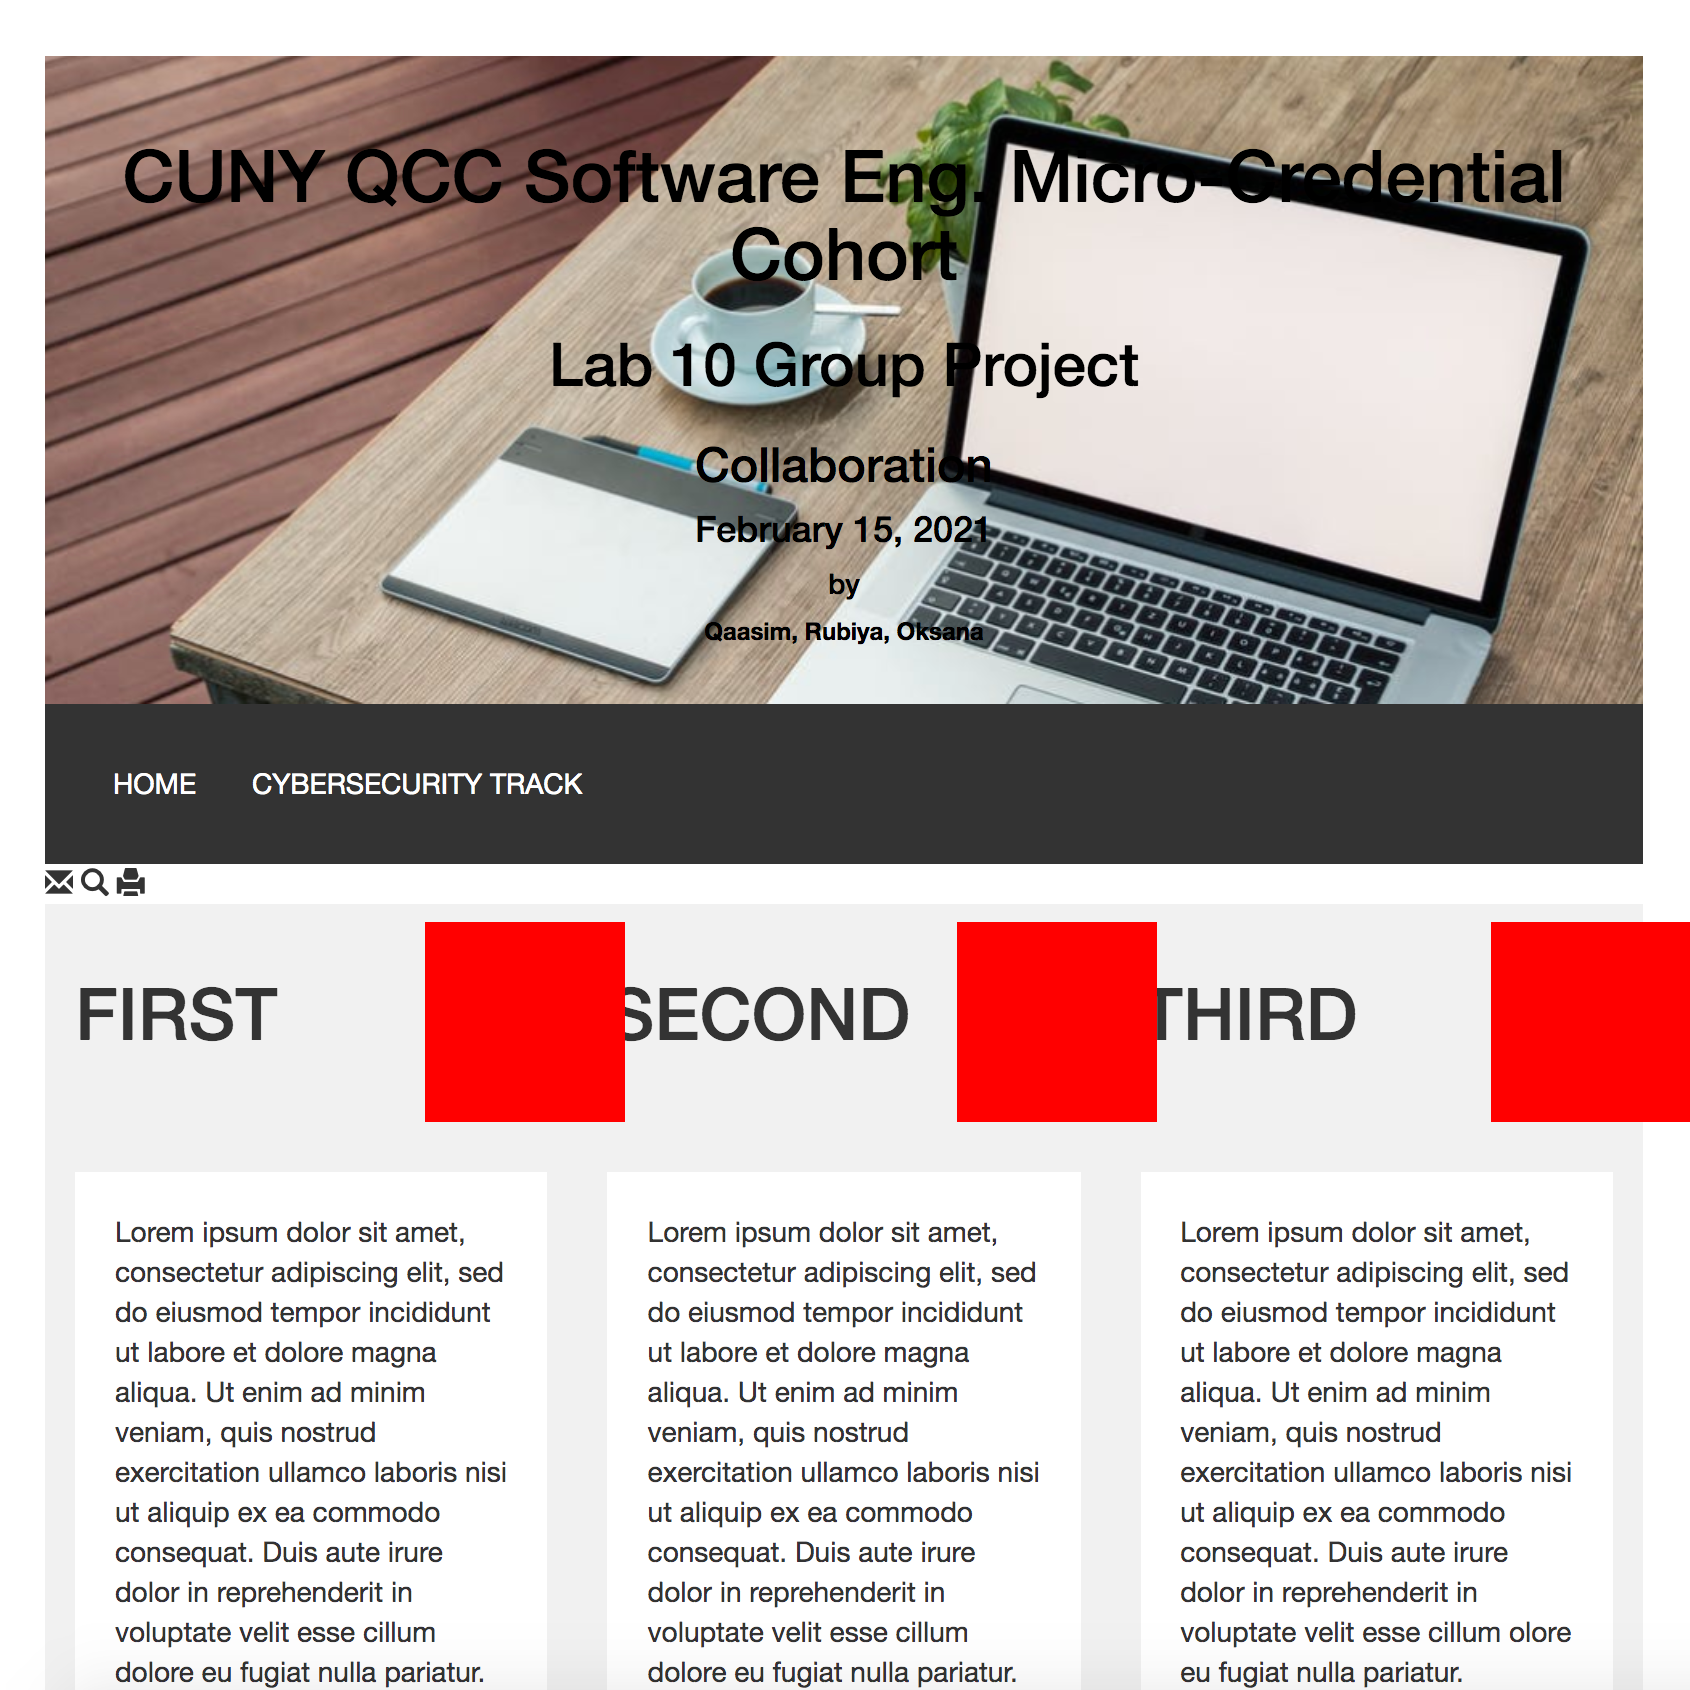 CUNY QCC Software Eng. Micro-Credential
Cohort
Lab 10 Group Project
Collaboration
February 15, 2021
by
Qaasim, Rubiya, Oksana
HOME CYBERSECURITY TRACK
FIRST SECOND THIRD
Lorem ipsum dolor sit amet,
consectetur adipiscing elit, sed
do eiusmod tempor incididunt
ut labore et dolore magna
aliqua. Ut enim ad minim
veniam, quis nostrud
exercitation ullamco laboris nisi
ut aliquip ex ea commodo
consequat. Duis aute irure
dolor in reprehenderit in
voluptate velit esse cillum
dolore eu fugiat nulla pariatur.
Lorem ipsum dolor sit amet,
consectetur adipiscing elit, sed
do eiusmod tempor incididunt
ut labore et dolore magna
aliqua. Ut enim ad minim
veniam, quis nostrud
exercitation ullamco laboris nisi
ut aliquip ex ea commodo
consequat. Duis aute irure
dolor in reprehenderit in
voluptate velit esse cillum
dolore eu fugiat nulla pariatur.
Lorem ipsum dolor sit amet,
consectetur adipiscing elit, sed
do eiusmod tempor incididunt
ut labore et dolore magna
aliqua. Ut enim ad minim
veniam, quis nostrud
exercitation ullamco laboris nisi
ut aliquip ex ea commodo
consequat. Duis aute irure
dolor in reprehenderit in
voluptate velit esse cillum olore
eu fugiat nulla pariatur.